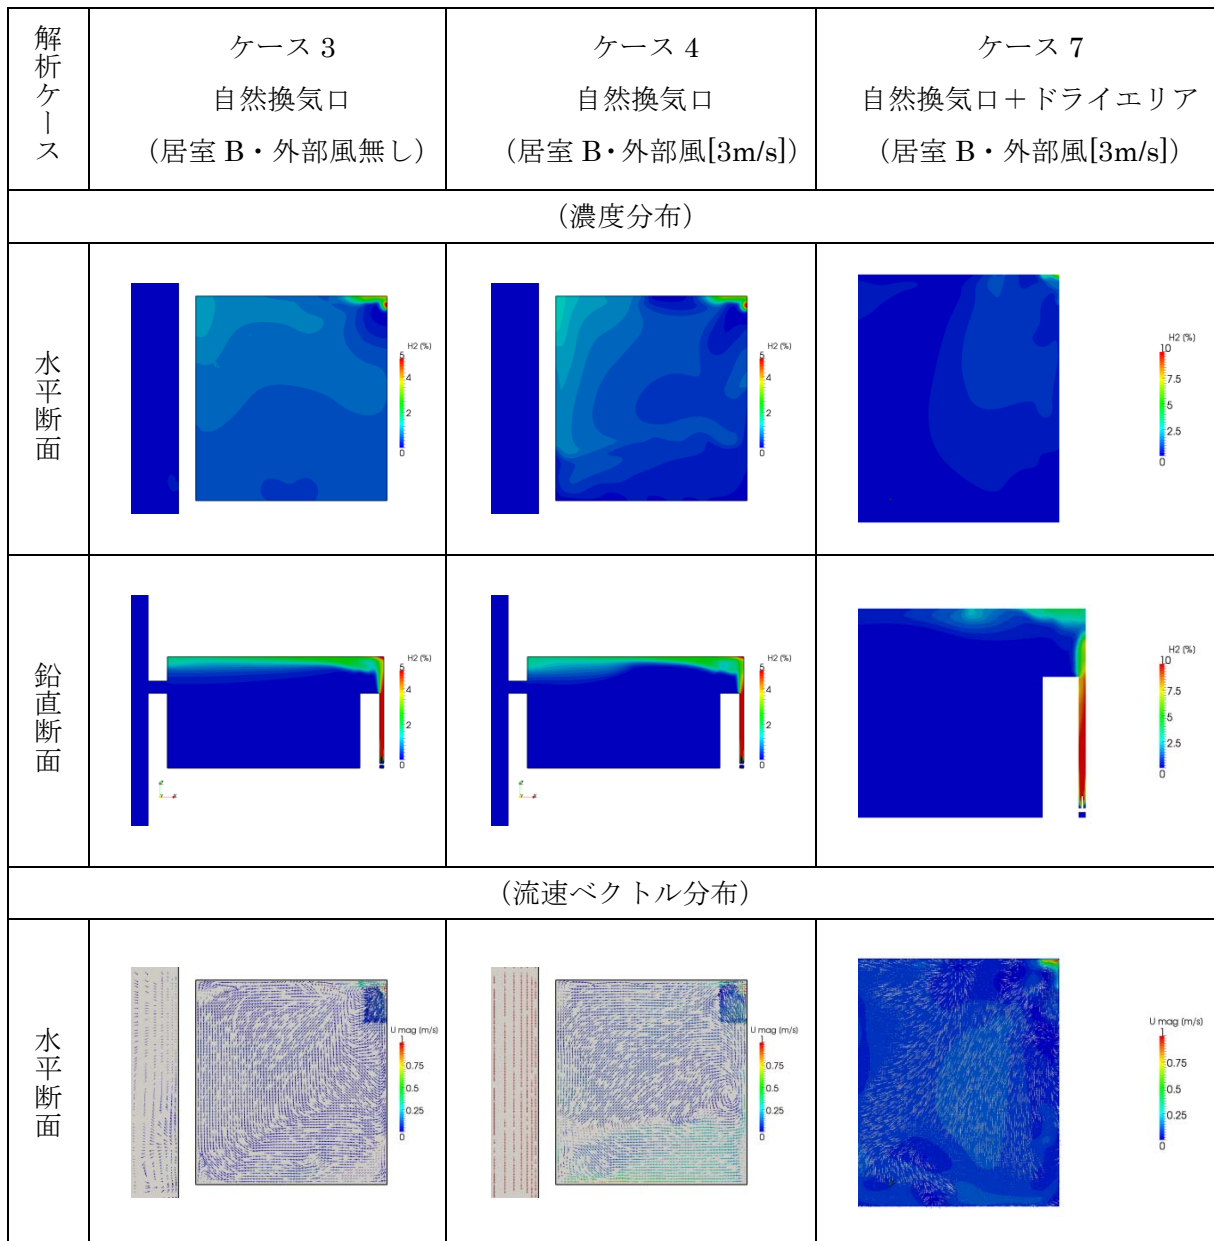 解析ケース
ケース 3
自然換気口
（居室 B・外部風無し）
ケース 4
自然換気口
（居室 B・外部風[3m/s]）
ケース 7
自然換気口＋ドライエリア
（居室 B・外部風[3m/s]）
（濃度分布）
水平断面
H2 (%)
5
4
2
0
H2 (%)
5
4
2
0
H2 (%)
10
7.5
5
2.5
0
鉛直断面
H2 (%)
5
4
2
0
H2 (%)
5
4
2
0
H2 (%)
10
7.5
5
2.5
0
（流速ベクトル分布）
水平断面
U mag (m/s)
1
0.75
0.5
0.25
0
U mag (m/s)
1
0.75
0.5
0.25
0
U mag (m/s)
1
0.75
0.5
0.25
0